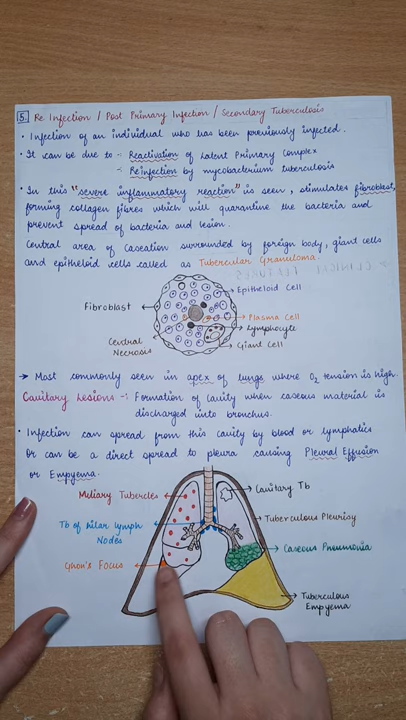 5 Re Infection / Post Primary Infection / Secondary Tuberculosis
• Infection of an individual who has been previously infected.
• It can be due to :- Reactivation of Latent Primary Complex
:- Reinfection by mycobacterium tuberculosis
• In this "severe inflammatory reaction" is seen, stimulates fibroblast,
forming collagen fibres which will quarantine the bacteria and
prevent spread of bacteria and lesion.
Central area of Caseation surrounded by foreign body, giant cells
and epitheloid cells called as Tubercular Granuloma.
Epitheloid Cell
Fibroblast
Plasma Cell
Lymphocyte
Central
Necrosis
Giant Cell
→ Most commonly seen in apex of lungs where O2 tension is high.
Cavitary Lesions -: Formation of cavity when caseous material is
discharged into bronchus.
• Infection can spread from this cavity by blood or lymphatics
Or can be a direct spread to pleura causing Pleural Effusion
or Empyema.
Miliary Tubercles
Cavitary Tb
Tb of hilar lymph
Nodes
Tuberculous Pleurisy
Caseous Pneumonia
Ghon's Focus
Tuberculous
Empyema